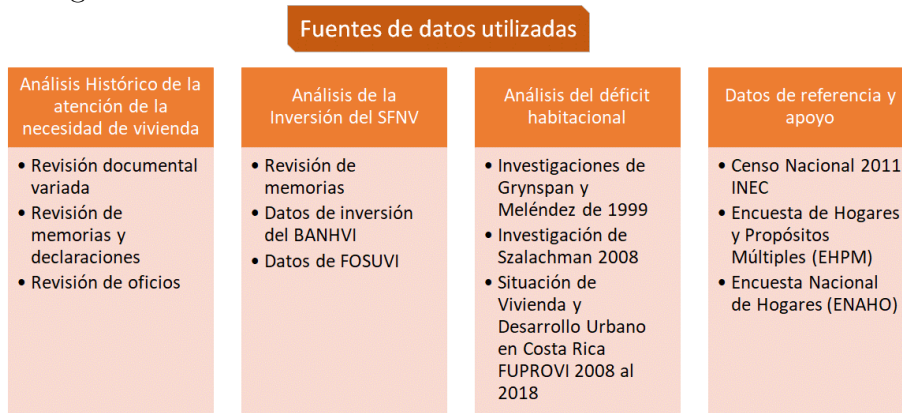 Fuentes de datos utilizadas
Análisis Histórico de la
atención de la
necesidad de vivienda
• Revisión documental
variada
• Revisión de
memorias y
declaraciones
• Revisión de oficios
Análisis de la
Inversión del SFNV
• Revisión de
memorias
• Datos de inversión
del BANHVI
• Datos de FOSUVI
Análisis del déficit
habitacional
• Investigaciones de
Grynspan y
Meléndez de 1999
• Investigación de
Szalachman 2008
• Situación de
Vivienda y
Desarrollo Urbano
en Costa Rica
FUPROVI 2008 al
2018
Datos de referencia y
apoyo
• Censo Nacional 2011
INEC
• Encuesta de Hogares
y Propósitos
Múltiples (EHPM)
• Encuesta Nacional
de Hogares (ENAHO)